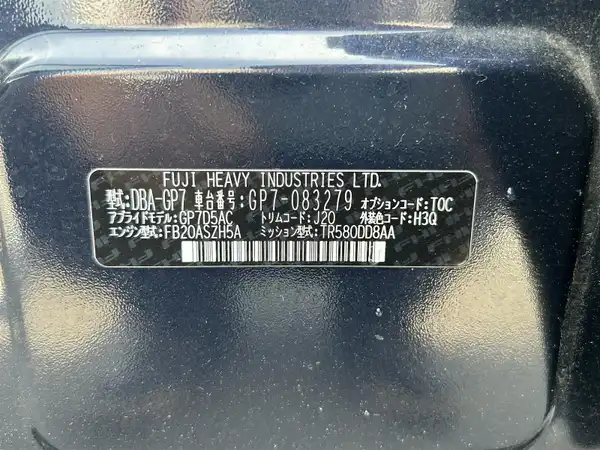 FUJI HEAVY INDUSTRIES LTD.
型式:DBA-GP7 車台番号:GP7-083279 オプションコード:TOC
アプライドモデル:GP7D5AC トリムコード:J20 外装色コード:H3Q
エンジン型式:FB20ASZH5A ミッション型式:TR580DD8AA